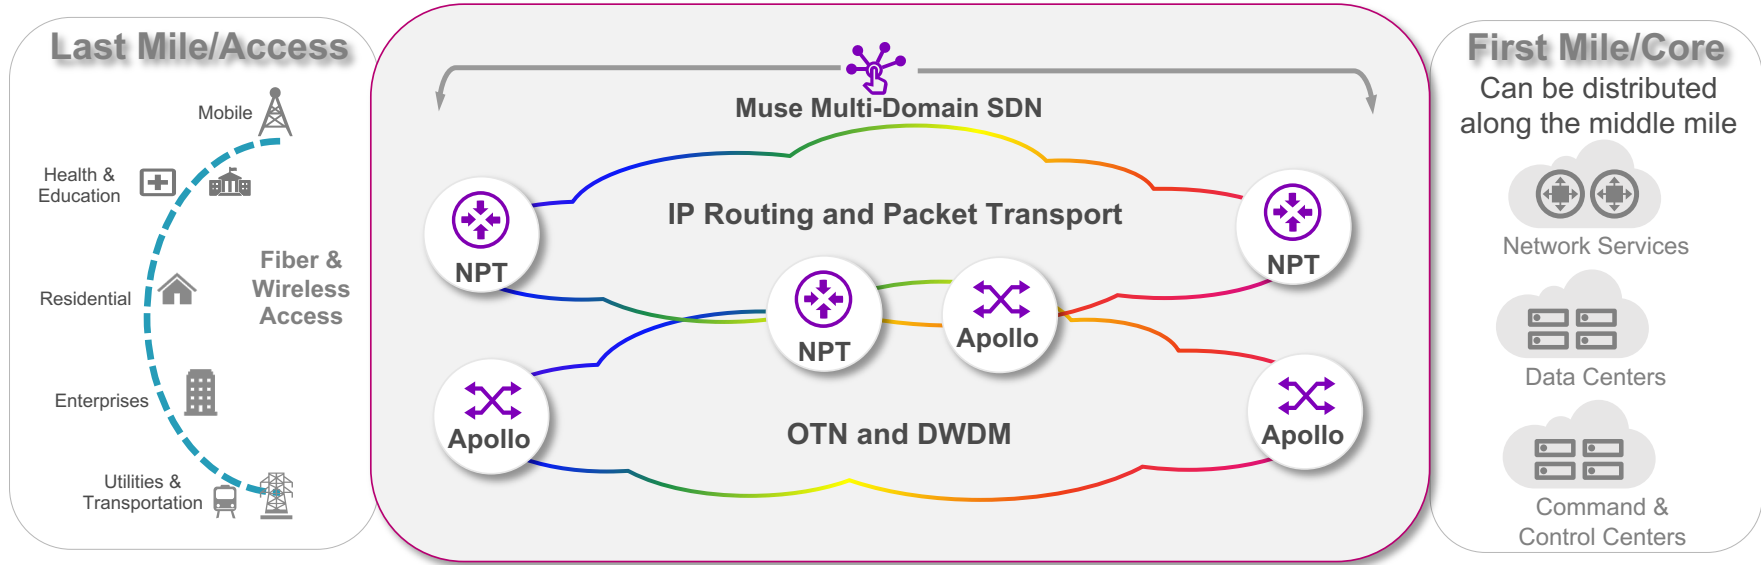 Last Mile/Access
Mobile
Health &
Education
Residential
Fiber &
Wireless
Access
Enterprises
Utilities &
Transportation
Muse Multi-Domain SDN
IP Routing and Packet Transport
NPT
NPT
NPT
Apollo
Apollo
Apollo
OTN and DWDM
First Mile/Core
Can be distributed
along the middle mile
Network Services
Data Centers
Command &
Control Centers